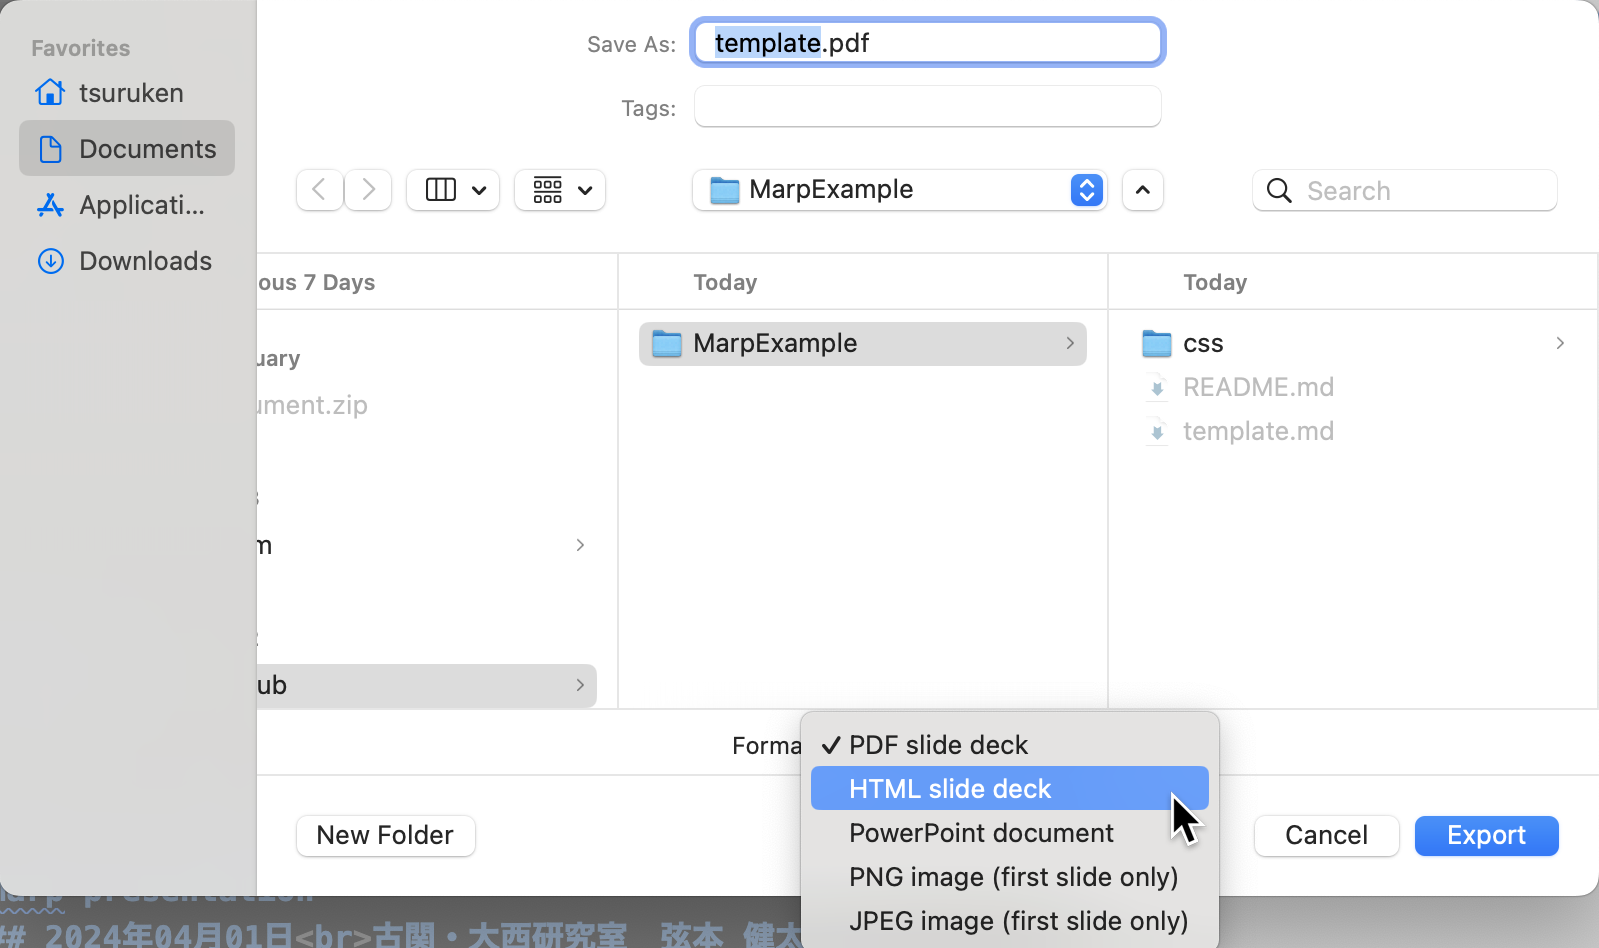 Favorites
tsuruken
Documents
Applicati...
Downloads
Save As: template.pdf
Tags:
MarpExample
Search
ous 7 Days
Today
Today
uary
ument.zip
m
ub
MarpExample
css
README.md
template.md
Forma
PDF slide deck
HTML slide deck
PowerPoint document
PNG image (first slide only)
JPEG image (first slide only)
New Folder
Cancel
Export
marp presentation
## 2024年04月01日<br>古関・大西研究室 弦本 健太